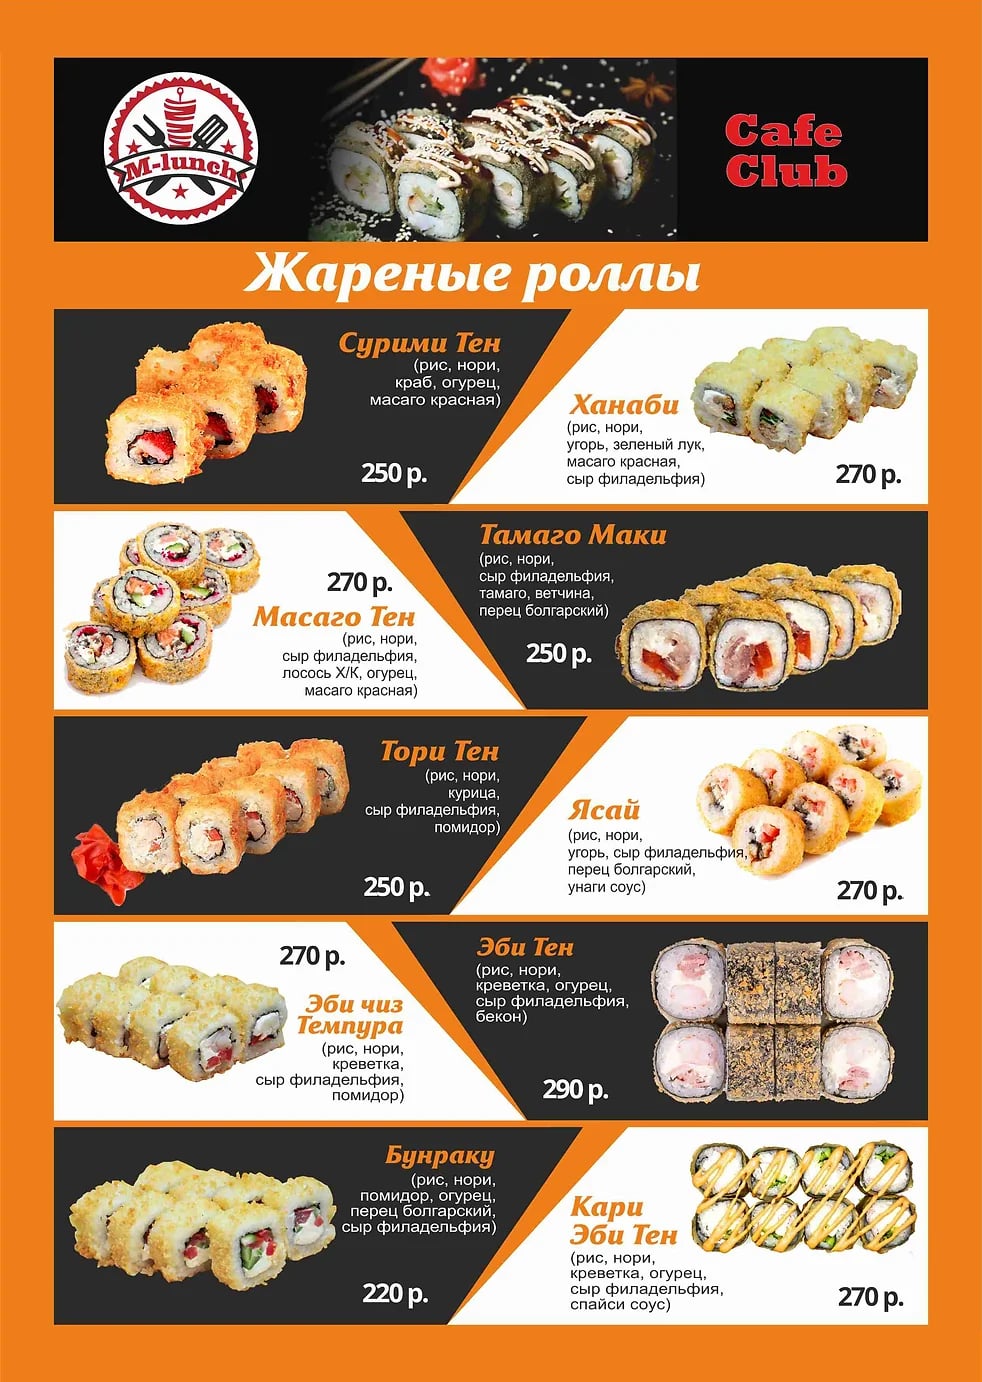 M-lunch
Cafe
Club
Жареные роллы
Сурими Тен
(рис, нори,
краб, огурец,
масаго красная)
250 р.
Ханаби
(рис, нори,
угорь, зеленый лук,
масаго красная,
сыр филадельфия)
270 р.
270 р.
Масаго Тен
(рис, нори,
сыр филадельфия,
лосось Х/К, огурец,
масаго красная)
Тамаго Маки
(рис, нори,
сыр филадельфия,
тамаго, ветчина,
перец болгарский)
250 р.
Тори Тен
(рис, нори,
курица,
сыр филадельфия,
помидор)
250 р.
Ясай
(рис, нори,
угорь, сыр филадельфия,
перец болгарский,
унаги соус)
270 р.
270 р.
Эби чиз
Темпура
(рис, нори,
креветка,
сыр филадельфия,
помидор)
Эби Тен
(рис, нори,
креветка, огурец,
сыр филадельфия,
бекон)
290 р.
Бунраку
(рис, нори,
помидор, огурец,
перец болгарский,
сыр филадельфия)
220 р.
Кари
Эби Тен
(рис, нори,
креветка, огурец,
сыр филадельфия,
спайси соус)
270 р.